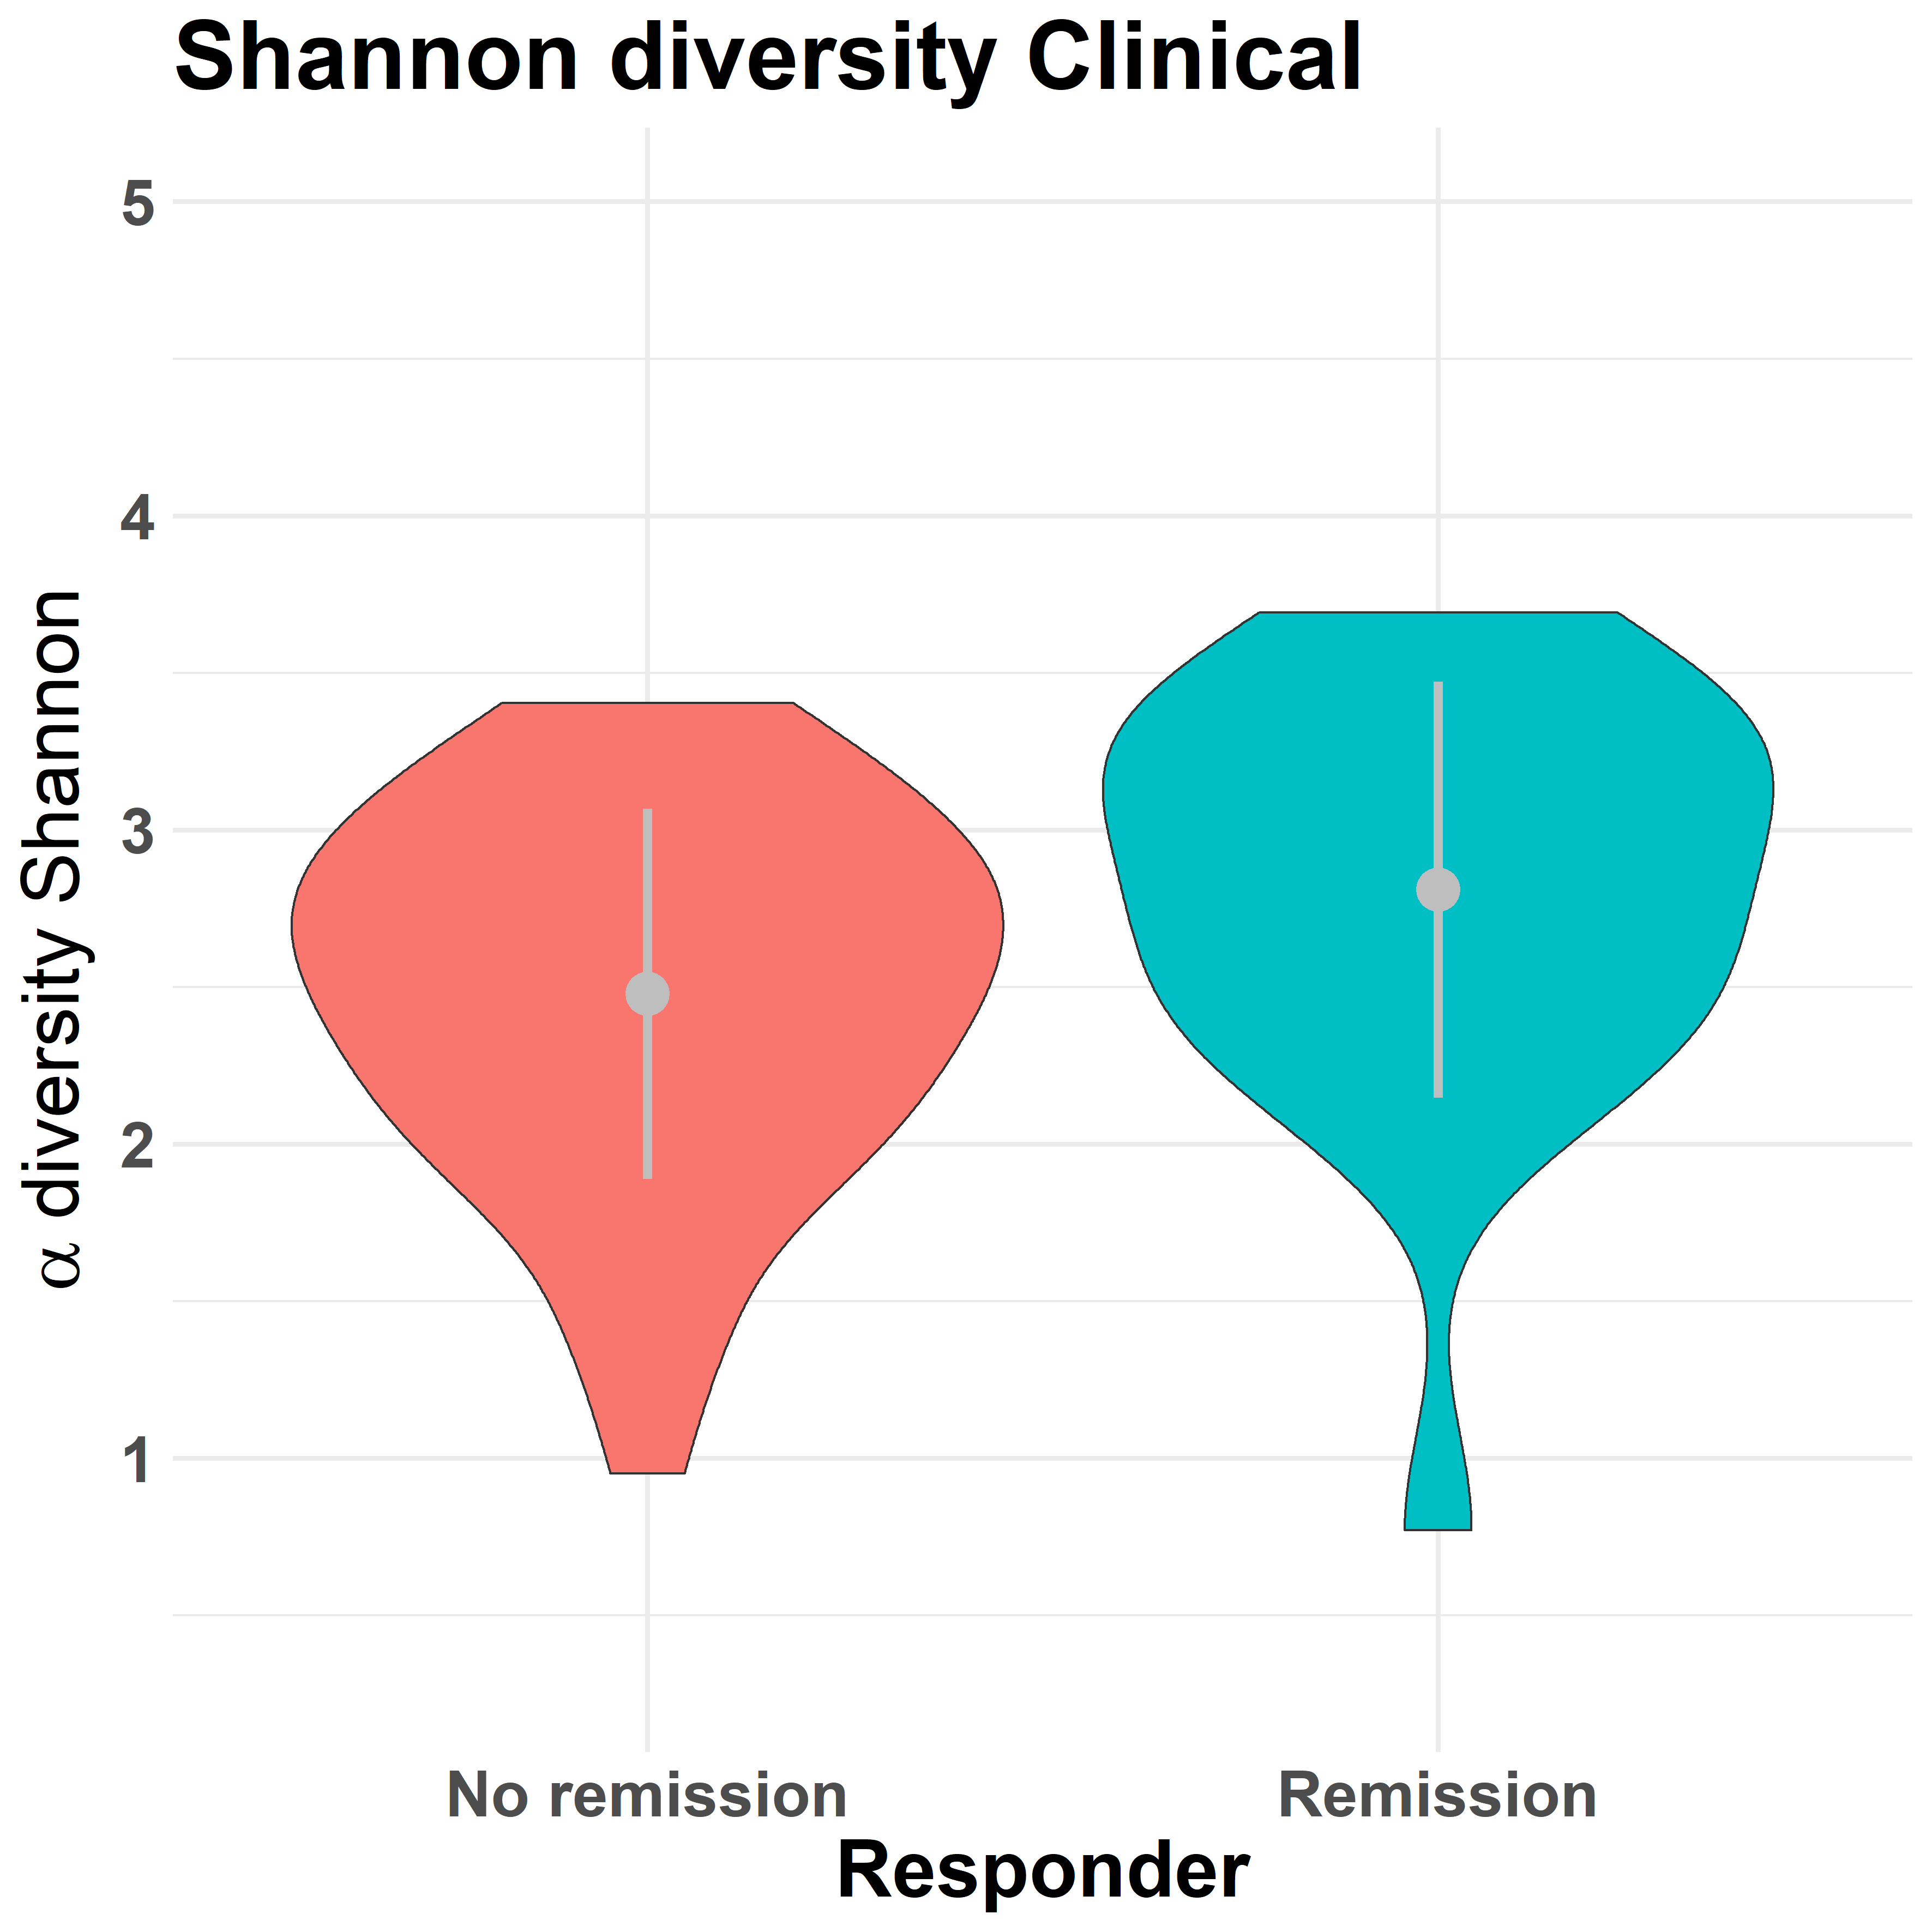 Shannon diversity Clinical
5
4
3
2
1
α diversity Shannon
No remission
Remission
Responder